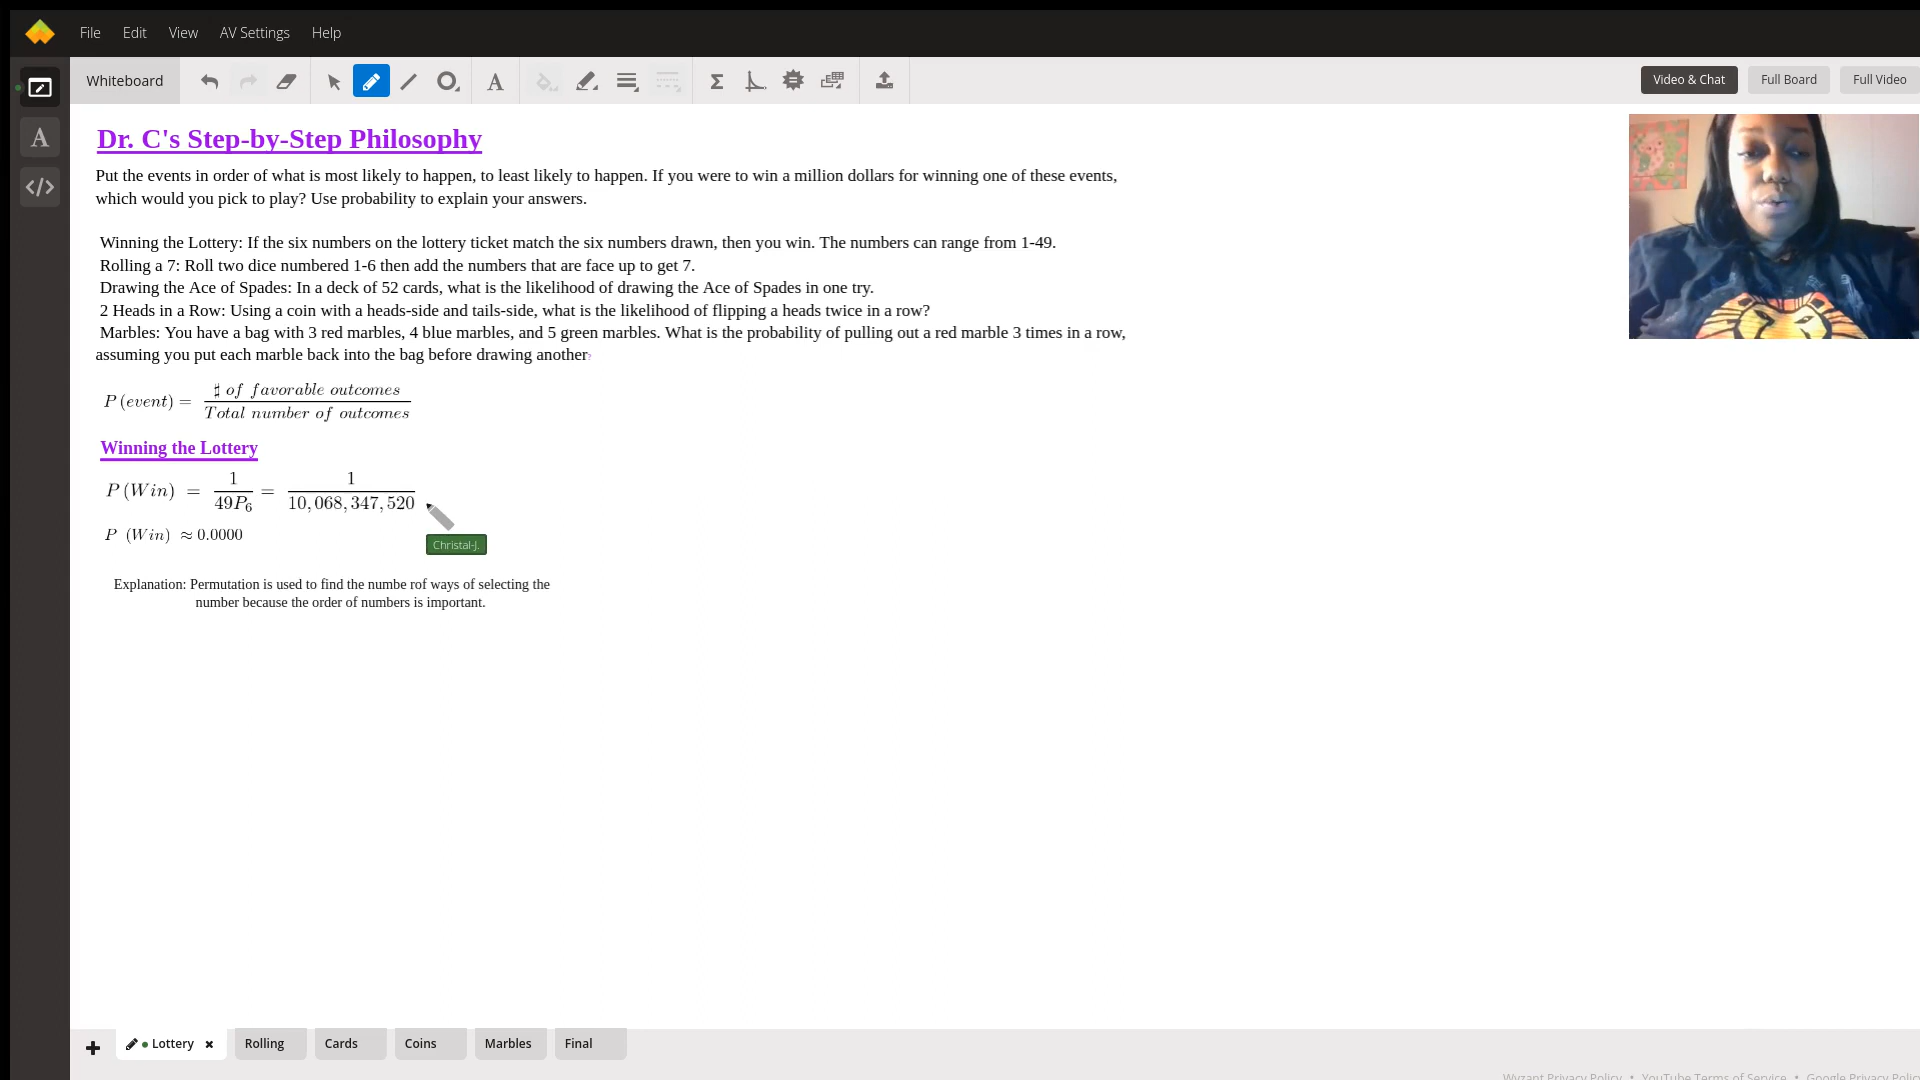 File Edit View AV Settings Help
Whiteboard A Σ Video & Chat Full Board Full Video
A
</>
Dr. C's Step-by-Step Philosophy
Put the events in order of what is most likely to happen, to least likely to happen. If you were to win a million dollars for winning one of these events,
which would you pick to play? Use probability to explain your answers.
Winning the Lottery: If the six numbers on the lottery ticket match the six numbers drawn, then you win. The numbers can range from 1-49.
Rolling a 7: Roll two dice numbered 1-6 then add the numbers that are face up to get 7.
Drawing the Ace of Spades: In a deck of 52 cards, what is the likelihood of drawing the Ace of Spades in one try.
2 Heads in a Row: Using a coin with a heads-side and tails-side, what is the likelihood of flipping a heads twice in a row?
Marbles: You have a bag with 3 red marbles, 4 blue marbles, and 5 green marbles. What is the probability of pulling out a red marble 3 times in a row,
assuming you put each marble back into the bag before drawing another?
P (event) = ♯ of favorable outcomes / Total number of outcomes
Winning the Lottery
P (Win) = 1 / 49P₆ = 1 / 10,068,347,520
P (Win) ≈ 0.0000
Christal-J.
Explanation: Permutation is used to find the numbe rof ways of selecting the
number because the order of numbers is important.
+ Lottery × Rolling Cards Coins Marbles Final
Wyzant Privacy Policy • YouTube Terms of Service • Google Privacy Policy